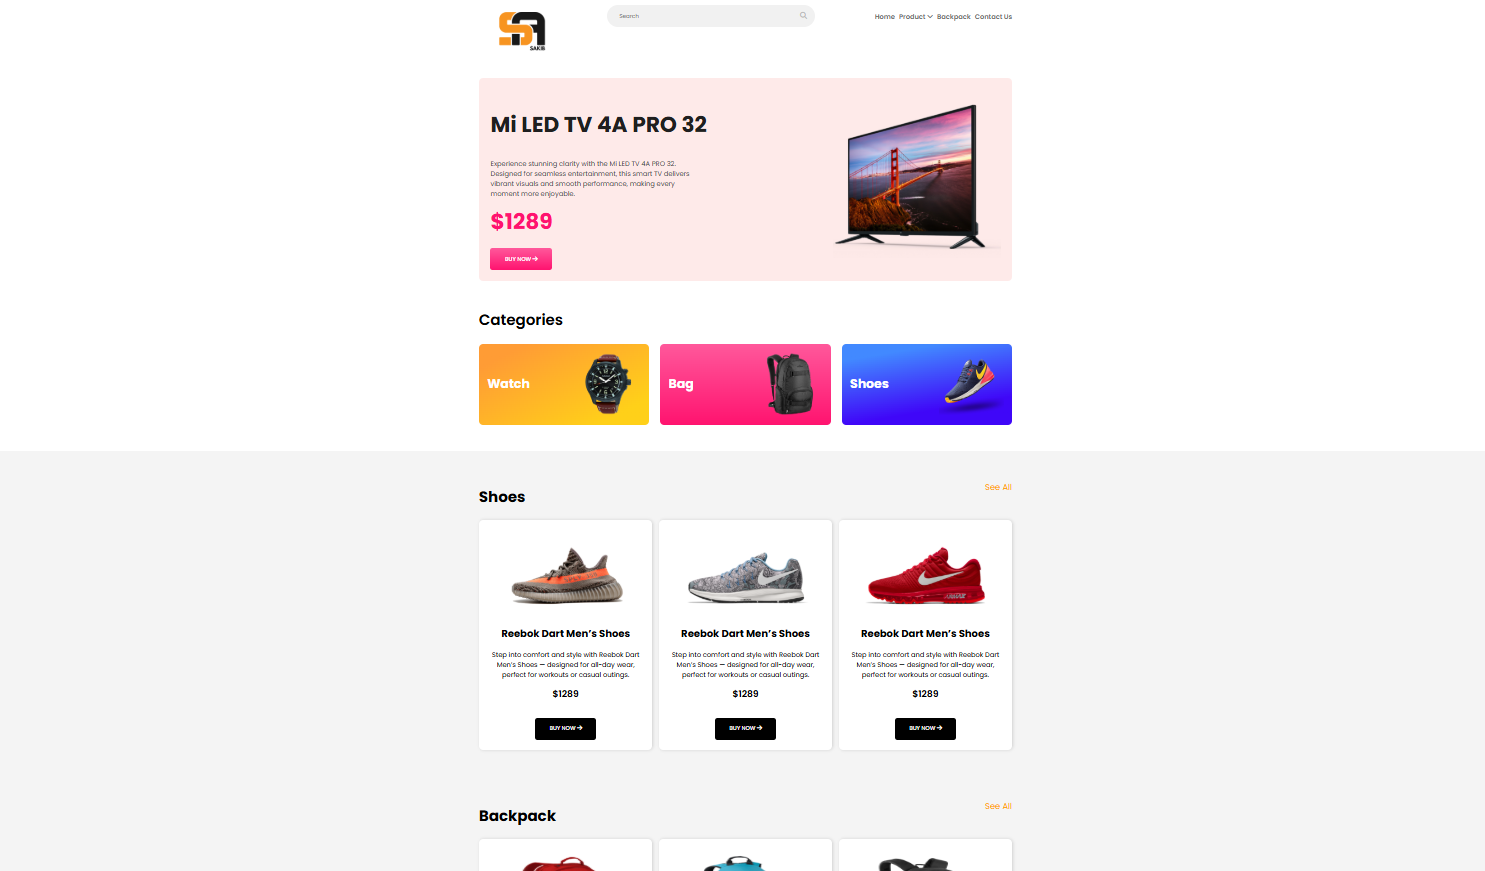 SAKIB
Search
Home Product Backpack Contact Us
Mi LED TV 4A PRO 32
Experience stunning clarity with the Mi LED TV 4A PRO 32.
Designed for seamless entertainment, this smart TV delivers
vibrant visuals and smooth performance, making every
moment more enjoyable.
$1289
BUY NOW →
Categories
Watch
Bag
Shoes
Shoes
See All
Reebok Dart Men’s Shoes
Step into comfort and style with Reebok Dart
Men’s Shoes — designed for all-day wear,
perfect for workouts or casual outings.
$1289
BUY NOW →
Reebok Dart Men’s Shoes
Step into comfort and style with Reebok Dart
Men’s Shoes — designed for all-day wear,
perfect for workouts or casual outings.
$1289
BUY NOW →
Reebok Dart Men’s Shoes
Step into comfort and style with Reebok Dart
Men’s Shoes — designed for all-day wear,
perfect for workouts or casual outings.
$1289
BUY NOW →
Backpack
See All